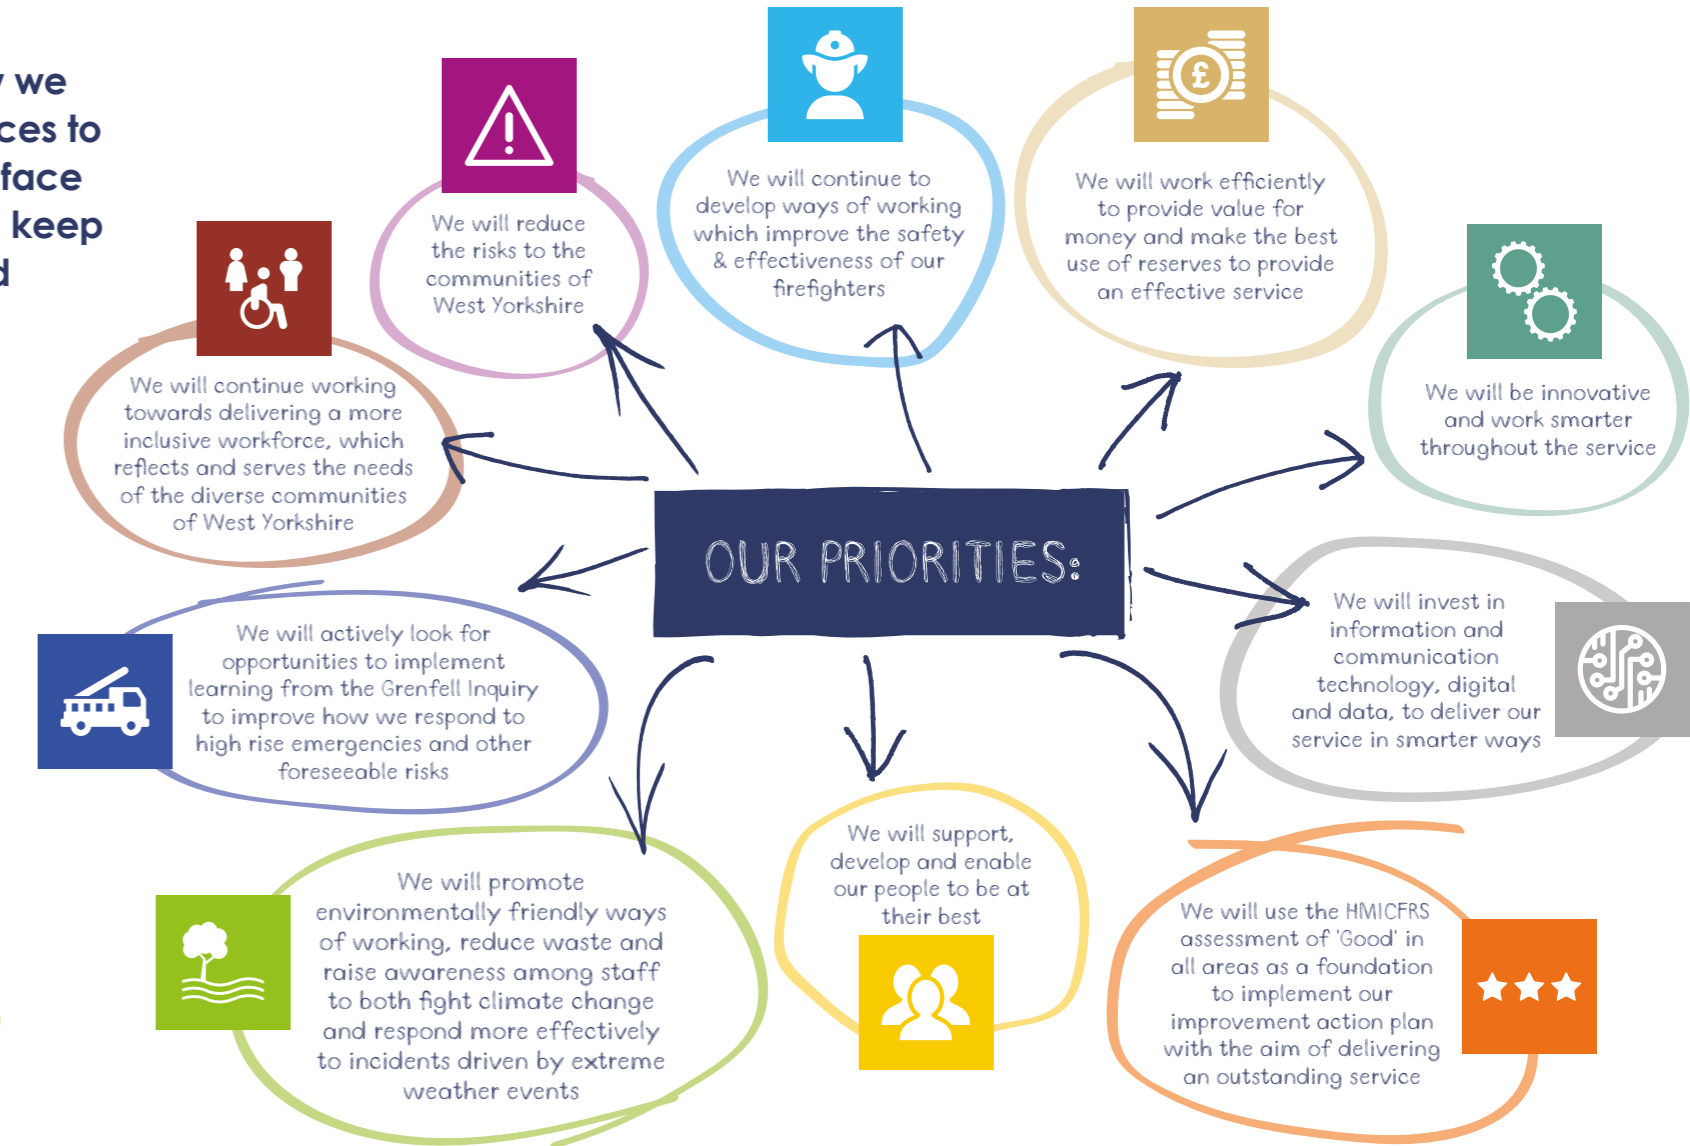 we
ces to
face
keep
We will reduce
the risks to the
communities of
West Yorkshire
We will continue to
develop ways of working
which improve the safety
& effectiveness of our
firefighters
£
We will work efficiently
to provide value for
money and make the best
use of reserves to provide
an effective service
We will be innovative
and work smarter
throughout the service
We will continue working
towards delivering a more
inclusive workforce, which
reflects and serves the needs
of the diverse communities
of West Yorkshire
OUR PRIORITIES:
We will invest in
information and
communication
technology, digital
and data, to deliver our
service in smarter ways
We will actively look for
opportunities to implement
learning from the Grenfell Inquiry
to improve how we respond to
high rise emergencies and other
foreseeable risks
We will promote
environmentally friendly ways
of working, reduce waste and
raise awareness among staff
to both fight climate change
and respond more effectively
to incidents driven by extreme
weather events
We will support,
develop and enable
our people to be at
their best
We will use the HMICFRS
assessment of 'Good' in
all areas as a foundation
to implement our
improvement action plan
with the aim of delivering
an outstanding service